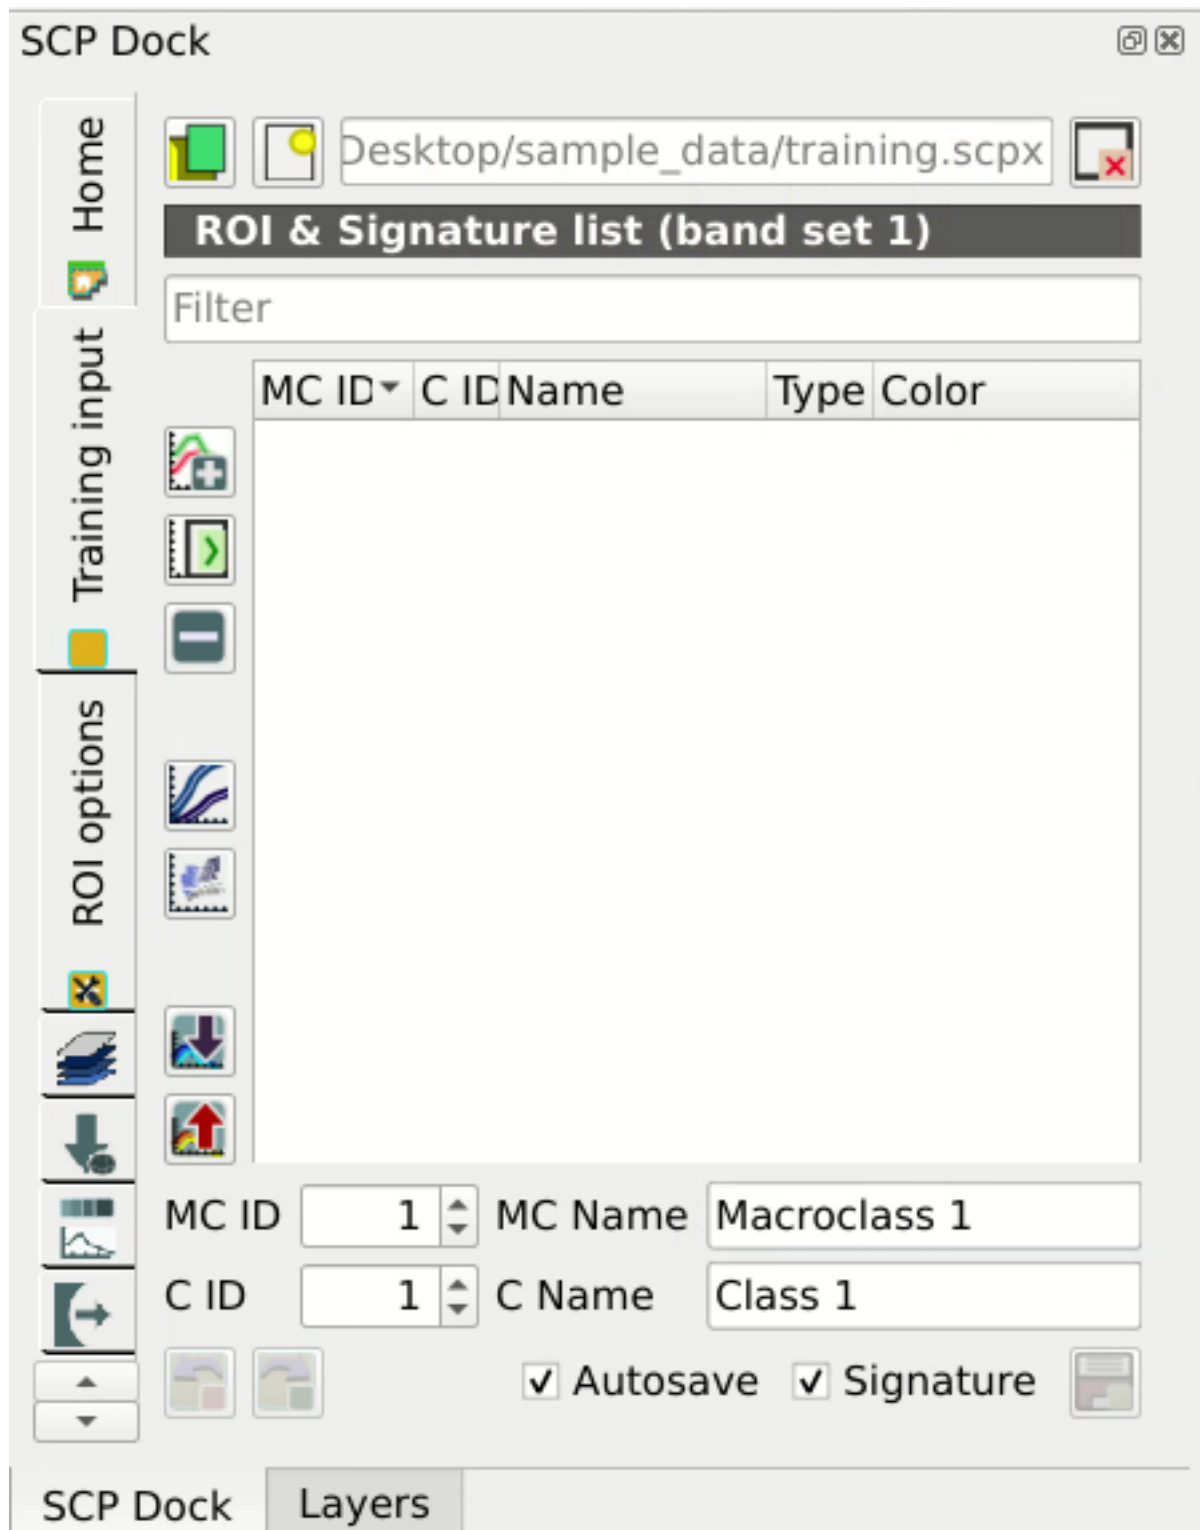 SCP Dock
Home
Training input
ROI options
Desktop/sample_data/training.scpx
ROI & Signature list (band set 1)
Filter
MC ID C ID Name Type Color
MC ID 1 MC Name Macroclass 1
C ID 1 C Name Class 1
Autosave Signature
SCP Dock Layers